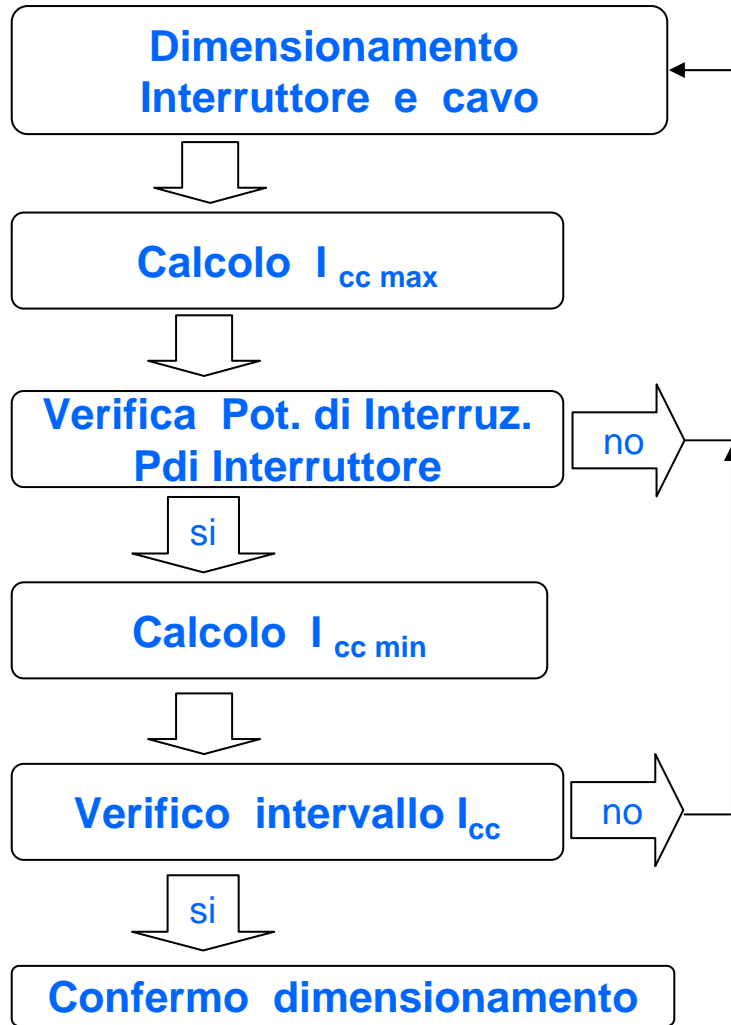 Dimensionamento
Interruttore e cavo
Calcolo I cc max
Verifica Pot. di Interruz.
Pdi Interruttore
no
si
Calcolo I cc min
Verifico intervallo Icc
no
si
Confermo dimensionamento